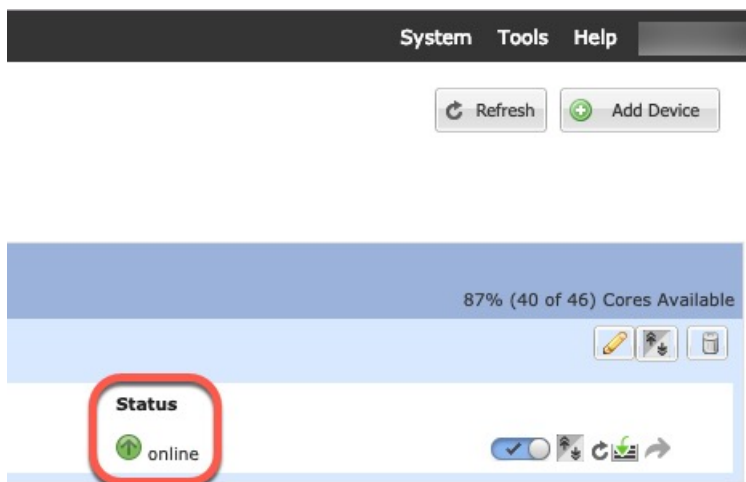 System Tools Help
Refresh Add Device
87% (40 of 46) Cores Available
Status
online